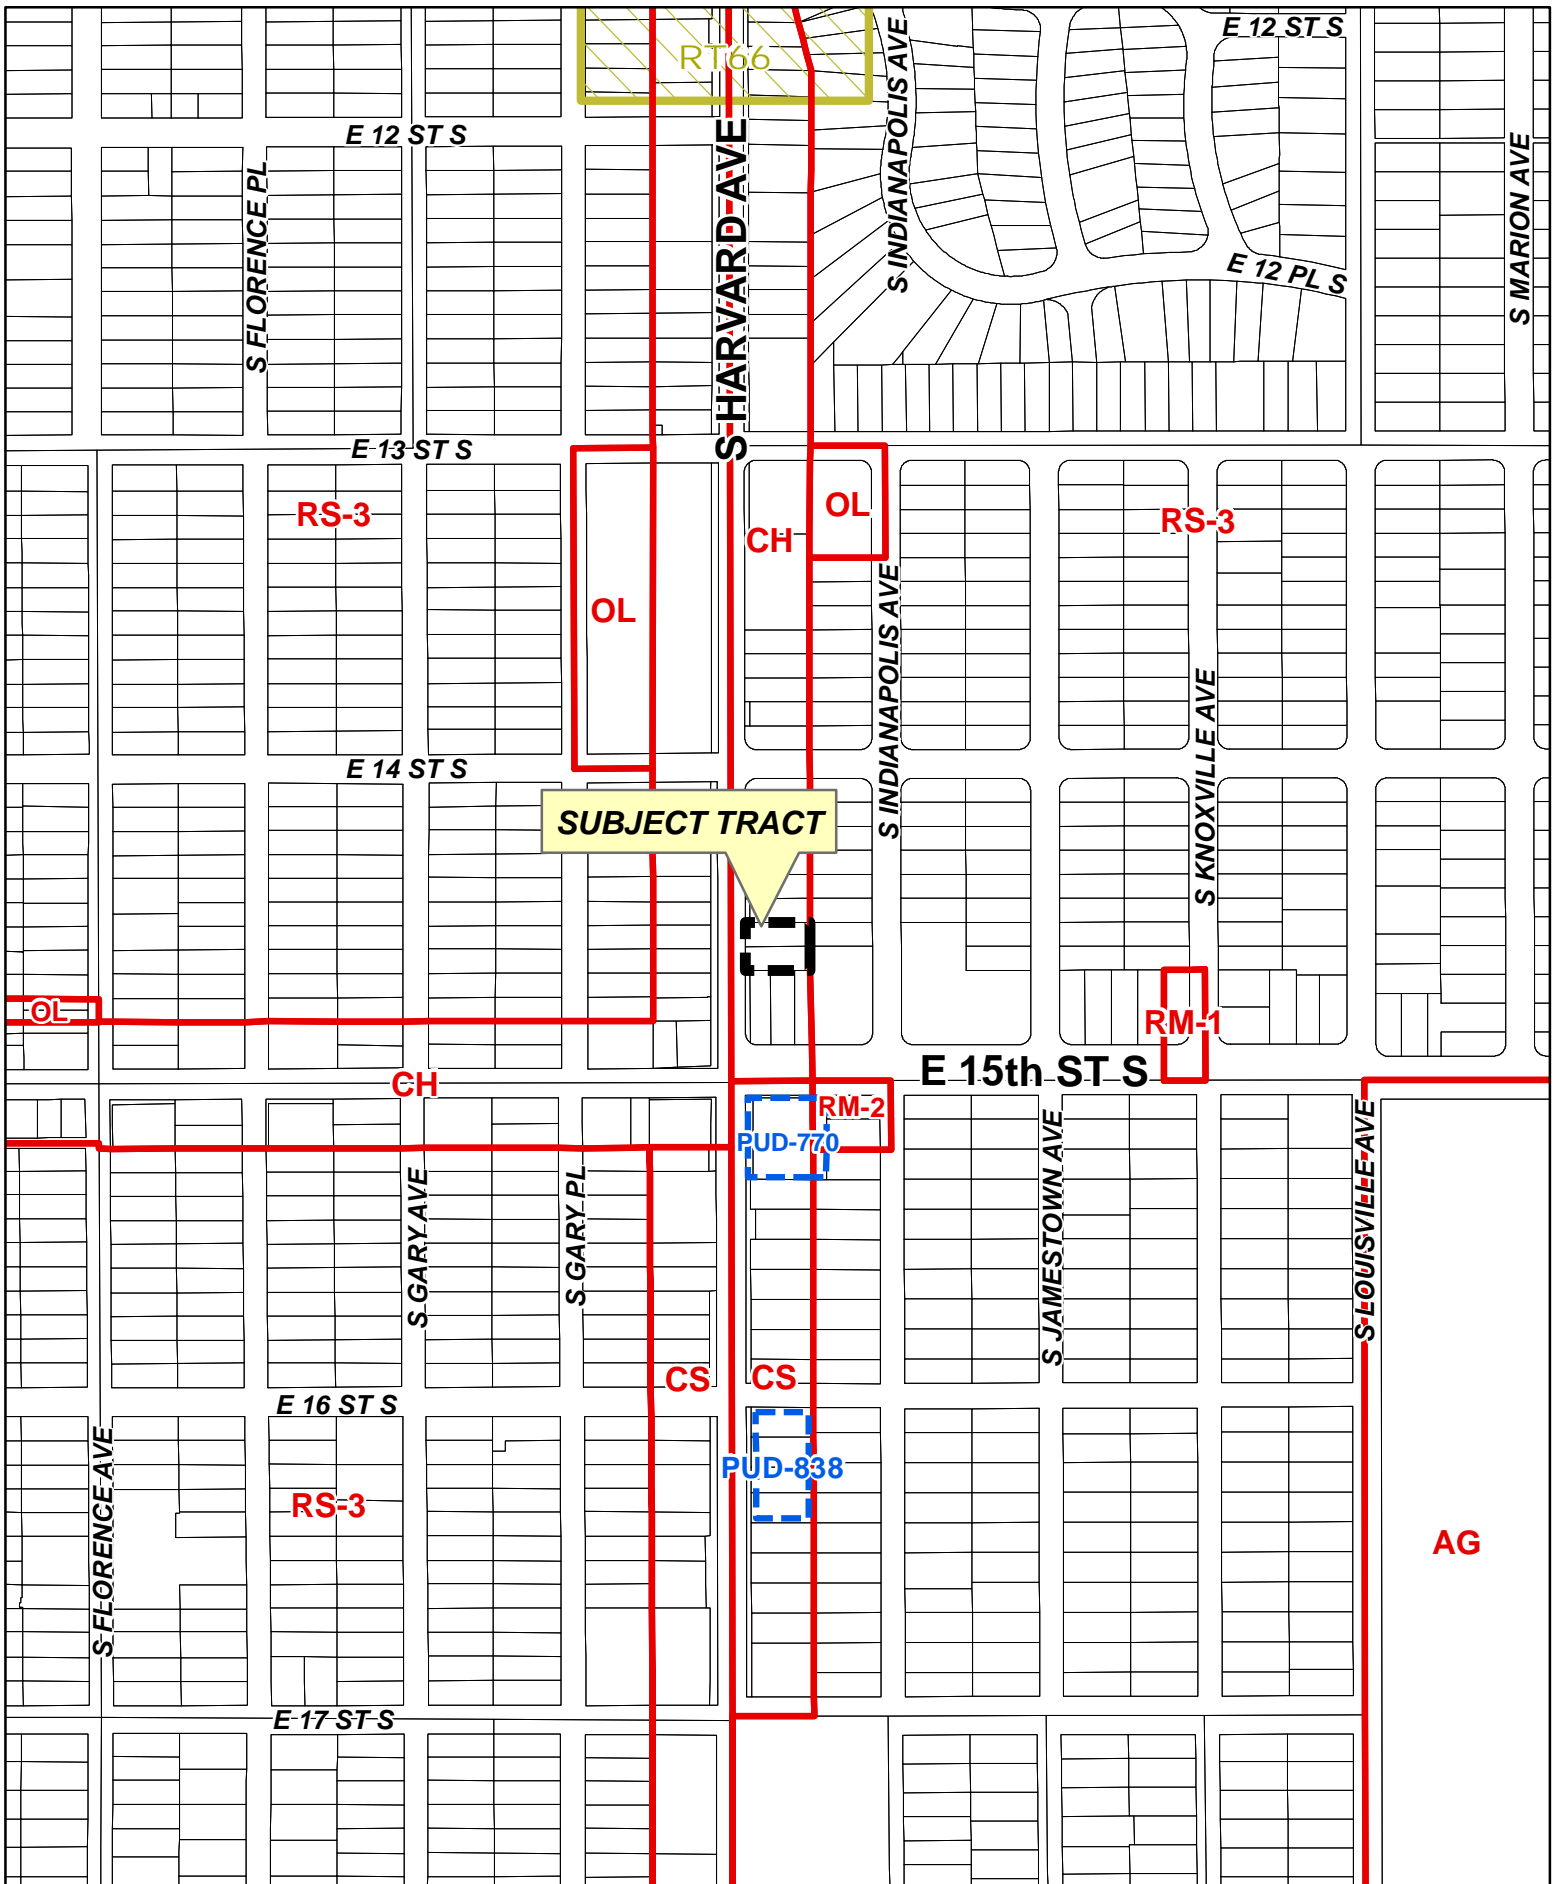 E 12 ST S
RT66
S INDIANAPOLIS AVE
E 12 ST S
S HARVARD AVE
S MARION AVE
S FLORENCE PL
E 12 PL S
E 13 ST S
OL
RS-3
RS-3
CH
OL
S INDIANAPOLIS AVE
S KNOXVILLE AVE
E 14 ST S
SUBJECT TRACT
OL
RM-1
E 15th ST S
CH
RM-2
PUD-770
S GARY AVE
S GARY PL
S JAMESTOWN AVE
S LOUISVILLE AVE
CS
CS
E 16 ST S
S FLORENCE AVE
PUD-838
RS-3
AG
E 17 ST S